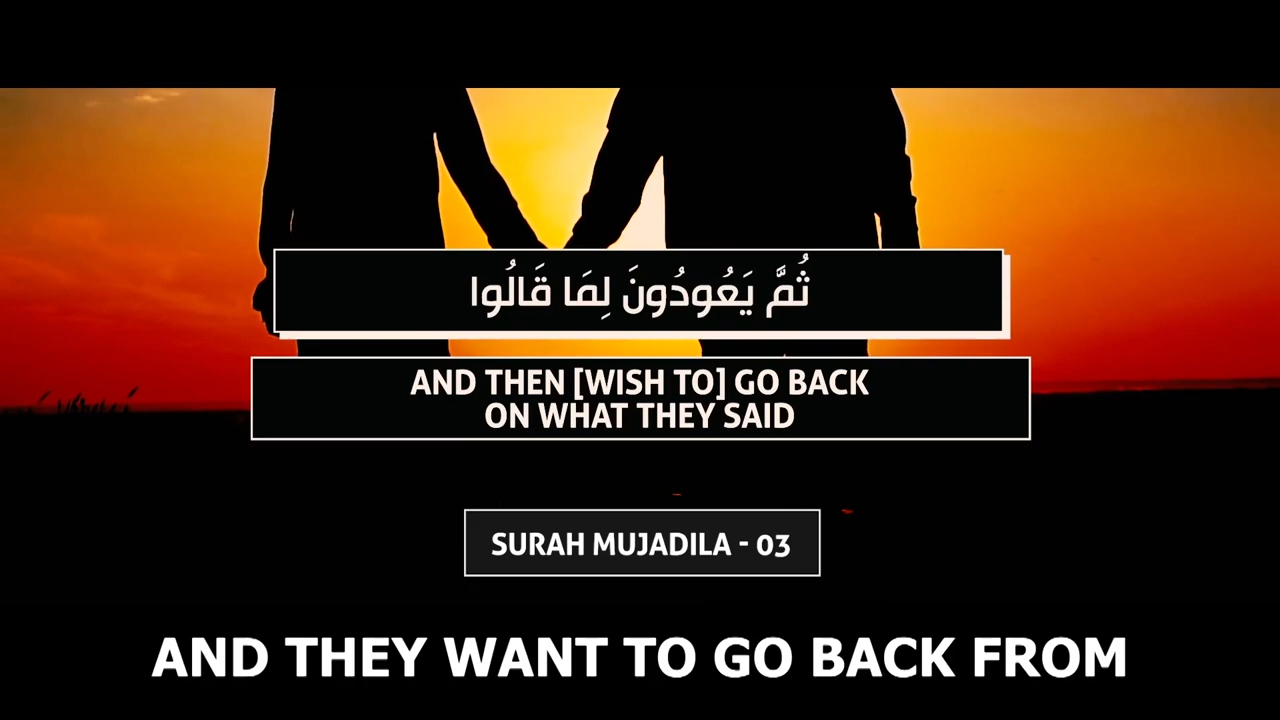 ثُمَّ يَعُودُونَ لِمَا قَالُوا
AND THEN [WISH TO] GO BACK
ON WHAT THEY SAID
SURAH MUJADILA - 03
AND THEY WANT TO GO BACK FROM